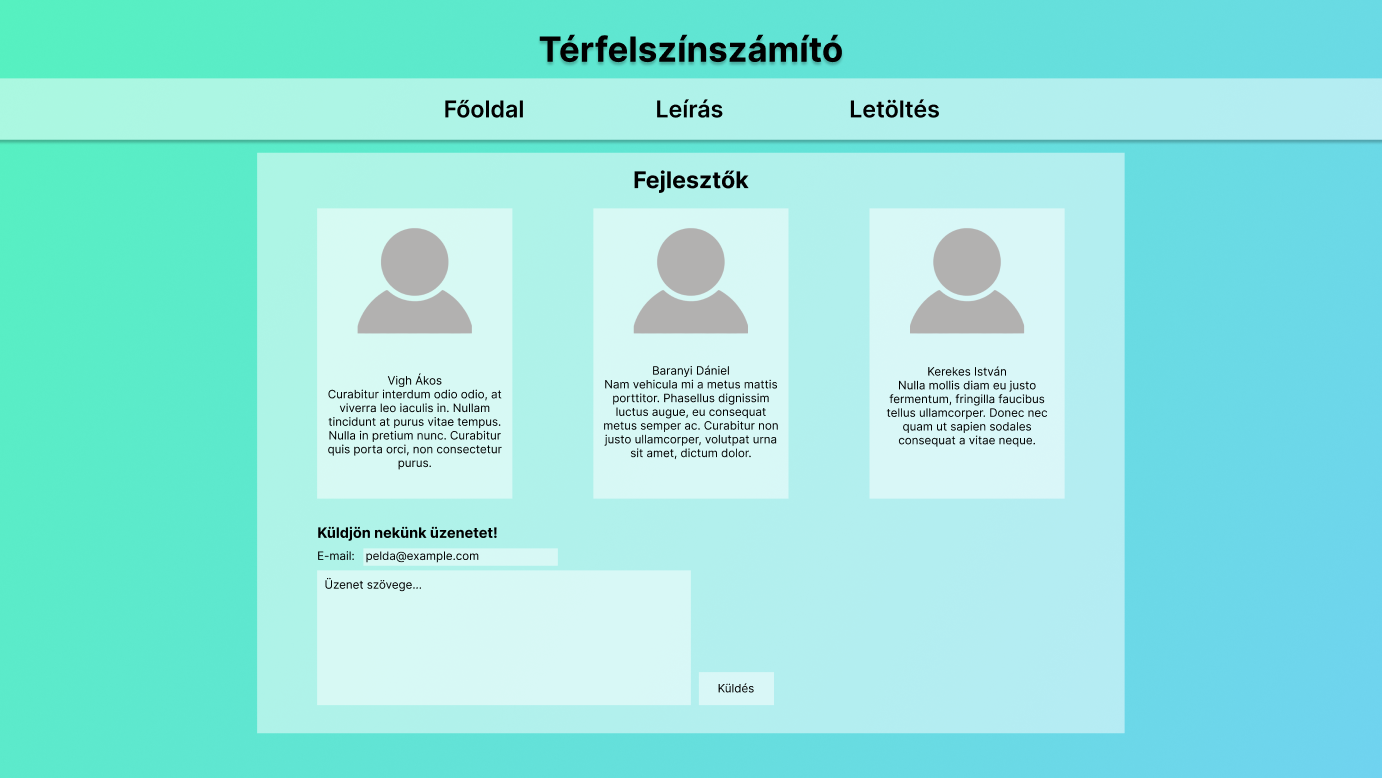 Térfelszínszámító
Főoldal
Leírás
Letöltés
Fejlesztők
Vigh Ákos
Curabitur interdum odio odio, at
viverra leo iaculis in. Nullam
tincidunt at purus vitae tempus.
Nulla in pretium nunc. Curabitur
quis porta orci, non consectetur
purus.
Baranyi Dániel
Nam vehicula mi a metus mattis
porttitor. Phasellus dignissim
luctus augue, eu consequat
metus semper ac. Curabitur non
justo ullamcorper, volutpat urna
sit amet, dictum dolor.
Kerekes István
Nulla mollis diam eu justo
fermentum, fringilla faucibus
tellus ullamcorper. Donec nec
quam ut sapien sodales
consequat a vitae neque.
Küldjön nekünk üzenetet!
E-mail: pelda@example.com
Üzenet szövege...
Küldés